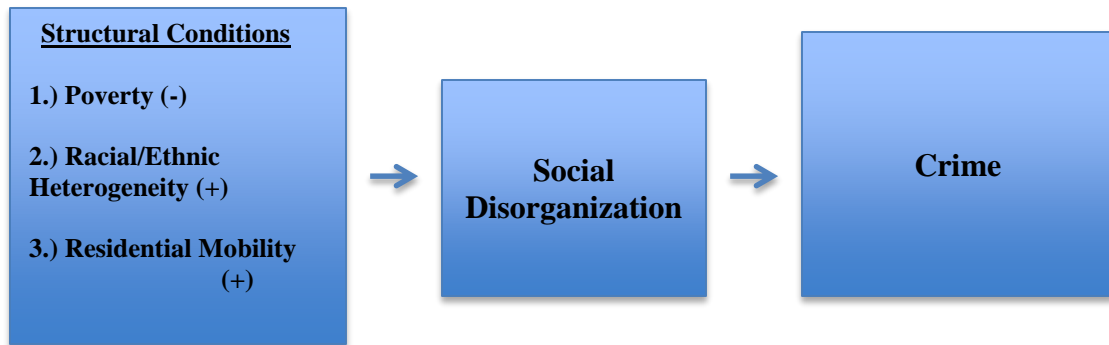 Structural Conditions
1.) Poverty (-)
2.) Racial/Ethnic
Heterogeneity (+)
3.) Residential Mobility
(+)
Social
Disorganization
Crime